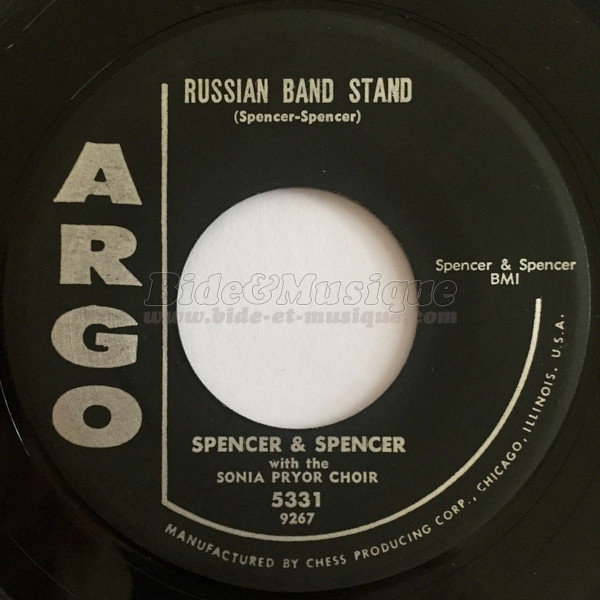 RUSSIAN BAND STAND
(Spencer-Spencer)
ARGO
Spencer & Spencer
BMI
Bide&Musique
www.bide-et-musique.com
SPENCER & SPENCER
with the
SONIA PRYOR CHOIR
5331
9267
MANUFACTURED BY CHESS PRODUCING CORP., CHICAGO, ILLINOIS, U.S.A.